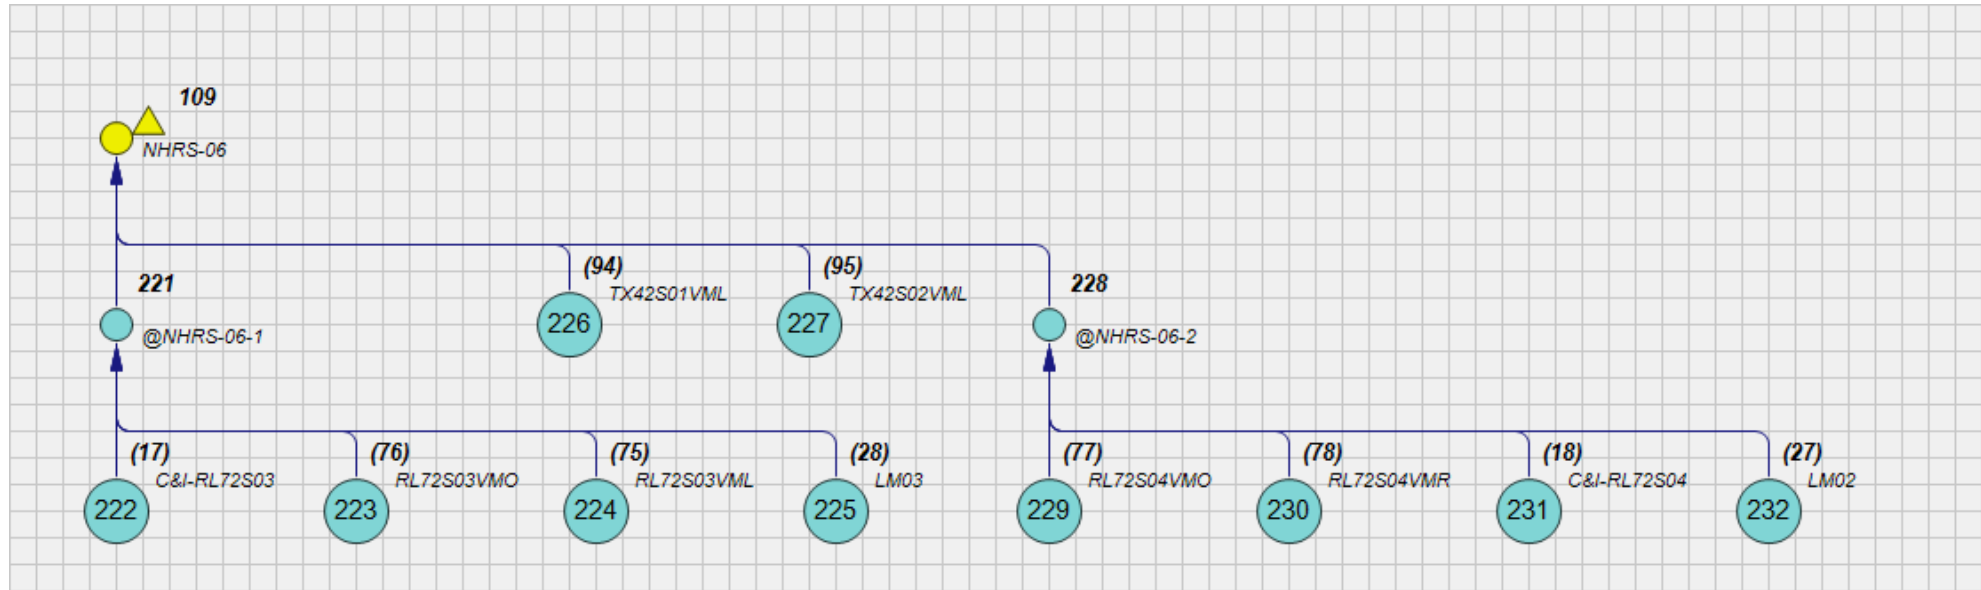 109
NHRS-06
221
@NHRS-06-1
(94)
TX42S01VML
226
(95)
TX42S02VML
227
228
@NHRS-06-2
(17)
C&I-RL72S03
222
(76)
RL72S03VMO
223
(75)
RL72S03VML
224
(28)
LM03
225
(77)
RL72S04VMO
229
(78)
RL72S04VMR
230
(18)
C&I-RL72S04
231
(27)
LM02
232